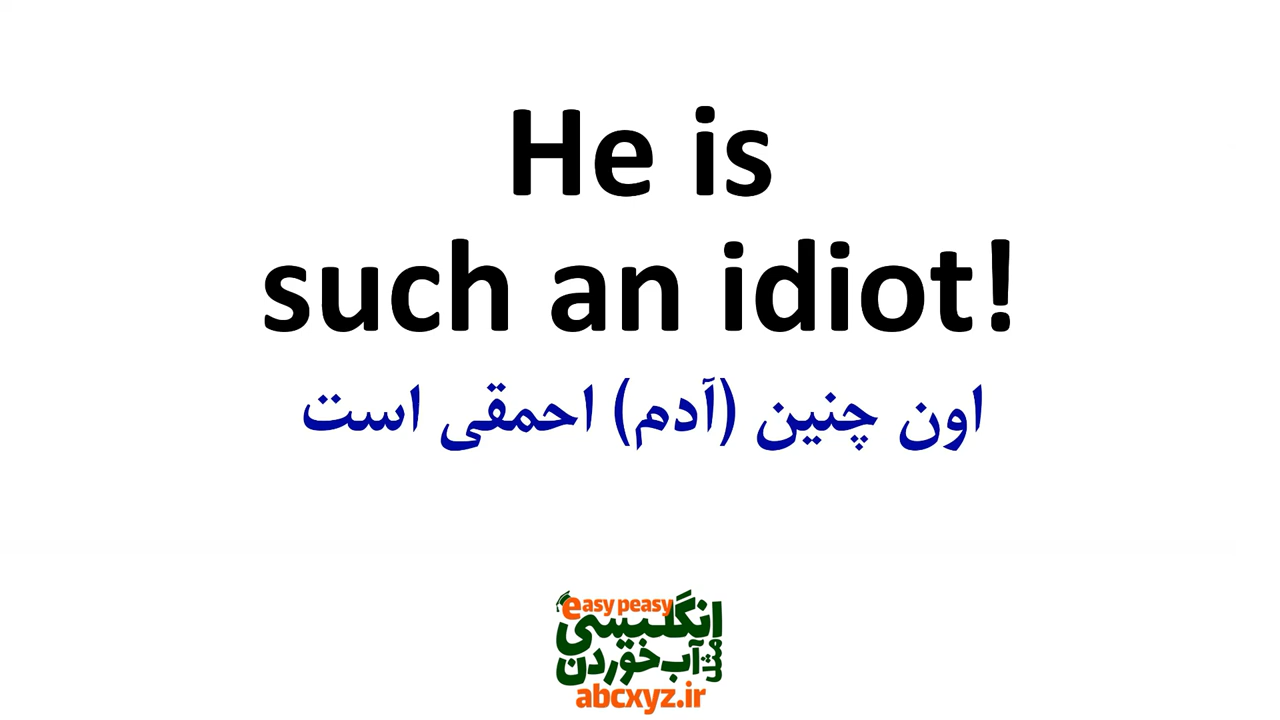 He is
such an idiot!
اون چنین (آدم) احمقی است
easy peasy
انگلیسی
مثل آب خوردن
abcxyz.ir